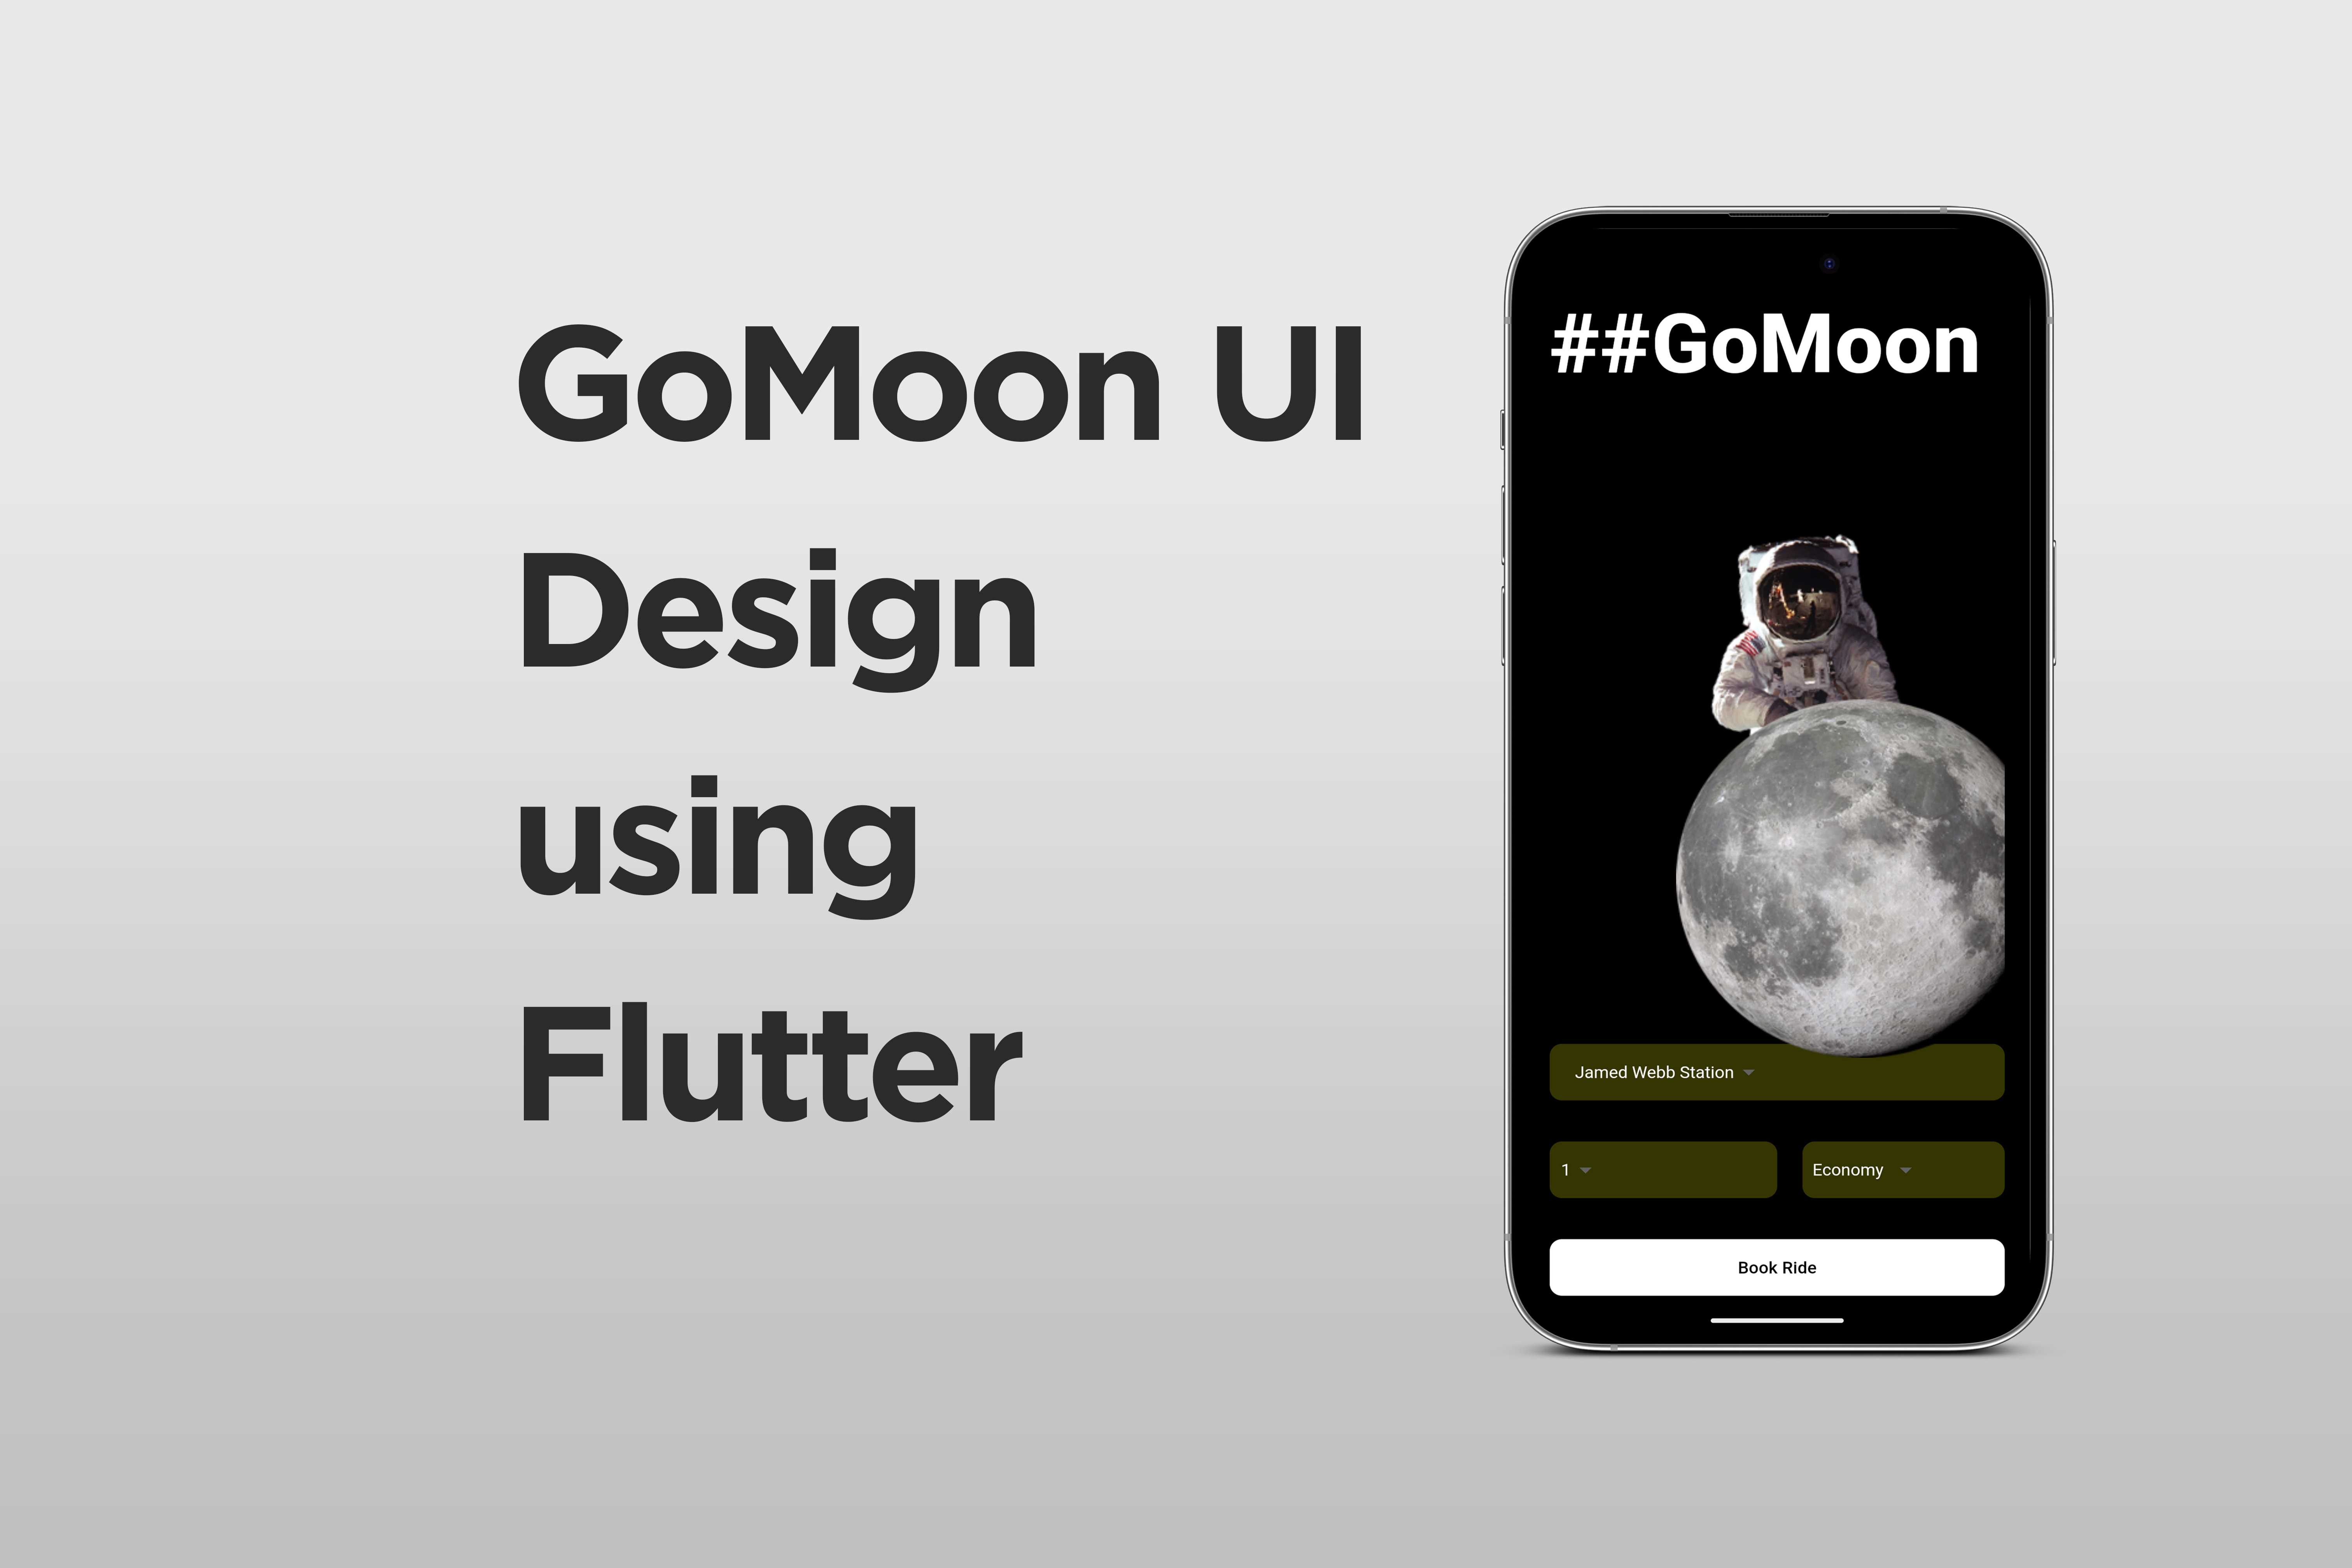 GoMoon UI
Design
using
Flutter
##GoMoon
Jamed Webb Station
1
Economy
Book Ride